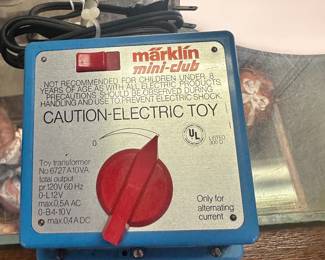 märklin
mini-club
NOT RECOMMENDED FOR CHILDREN UNDER 8
YEARS OF AGE AS WITH ALL ELECTRIC PRODUCTS
PRECAUTIONS SHOULD BE OBSERVED DURING
HANDLING AND USE TO PREVENT ELECTRIC SHOCK.
CAUTION-ELECTRIC TOY
0
UL
LISTED
Toy transformer
No 6727 A 10 VA
total output
pr. 120V 60 Hz
0-L 12V
max. 0,5A AC
0-B 4-10 V
max. 0,4 A DC
Only for
alternating
current